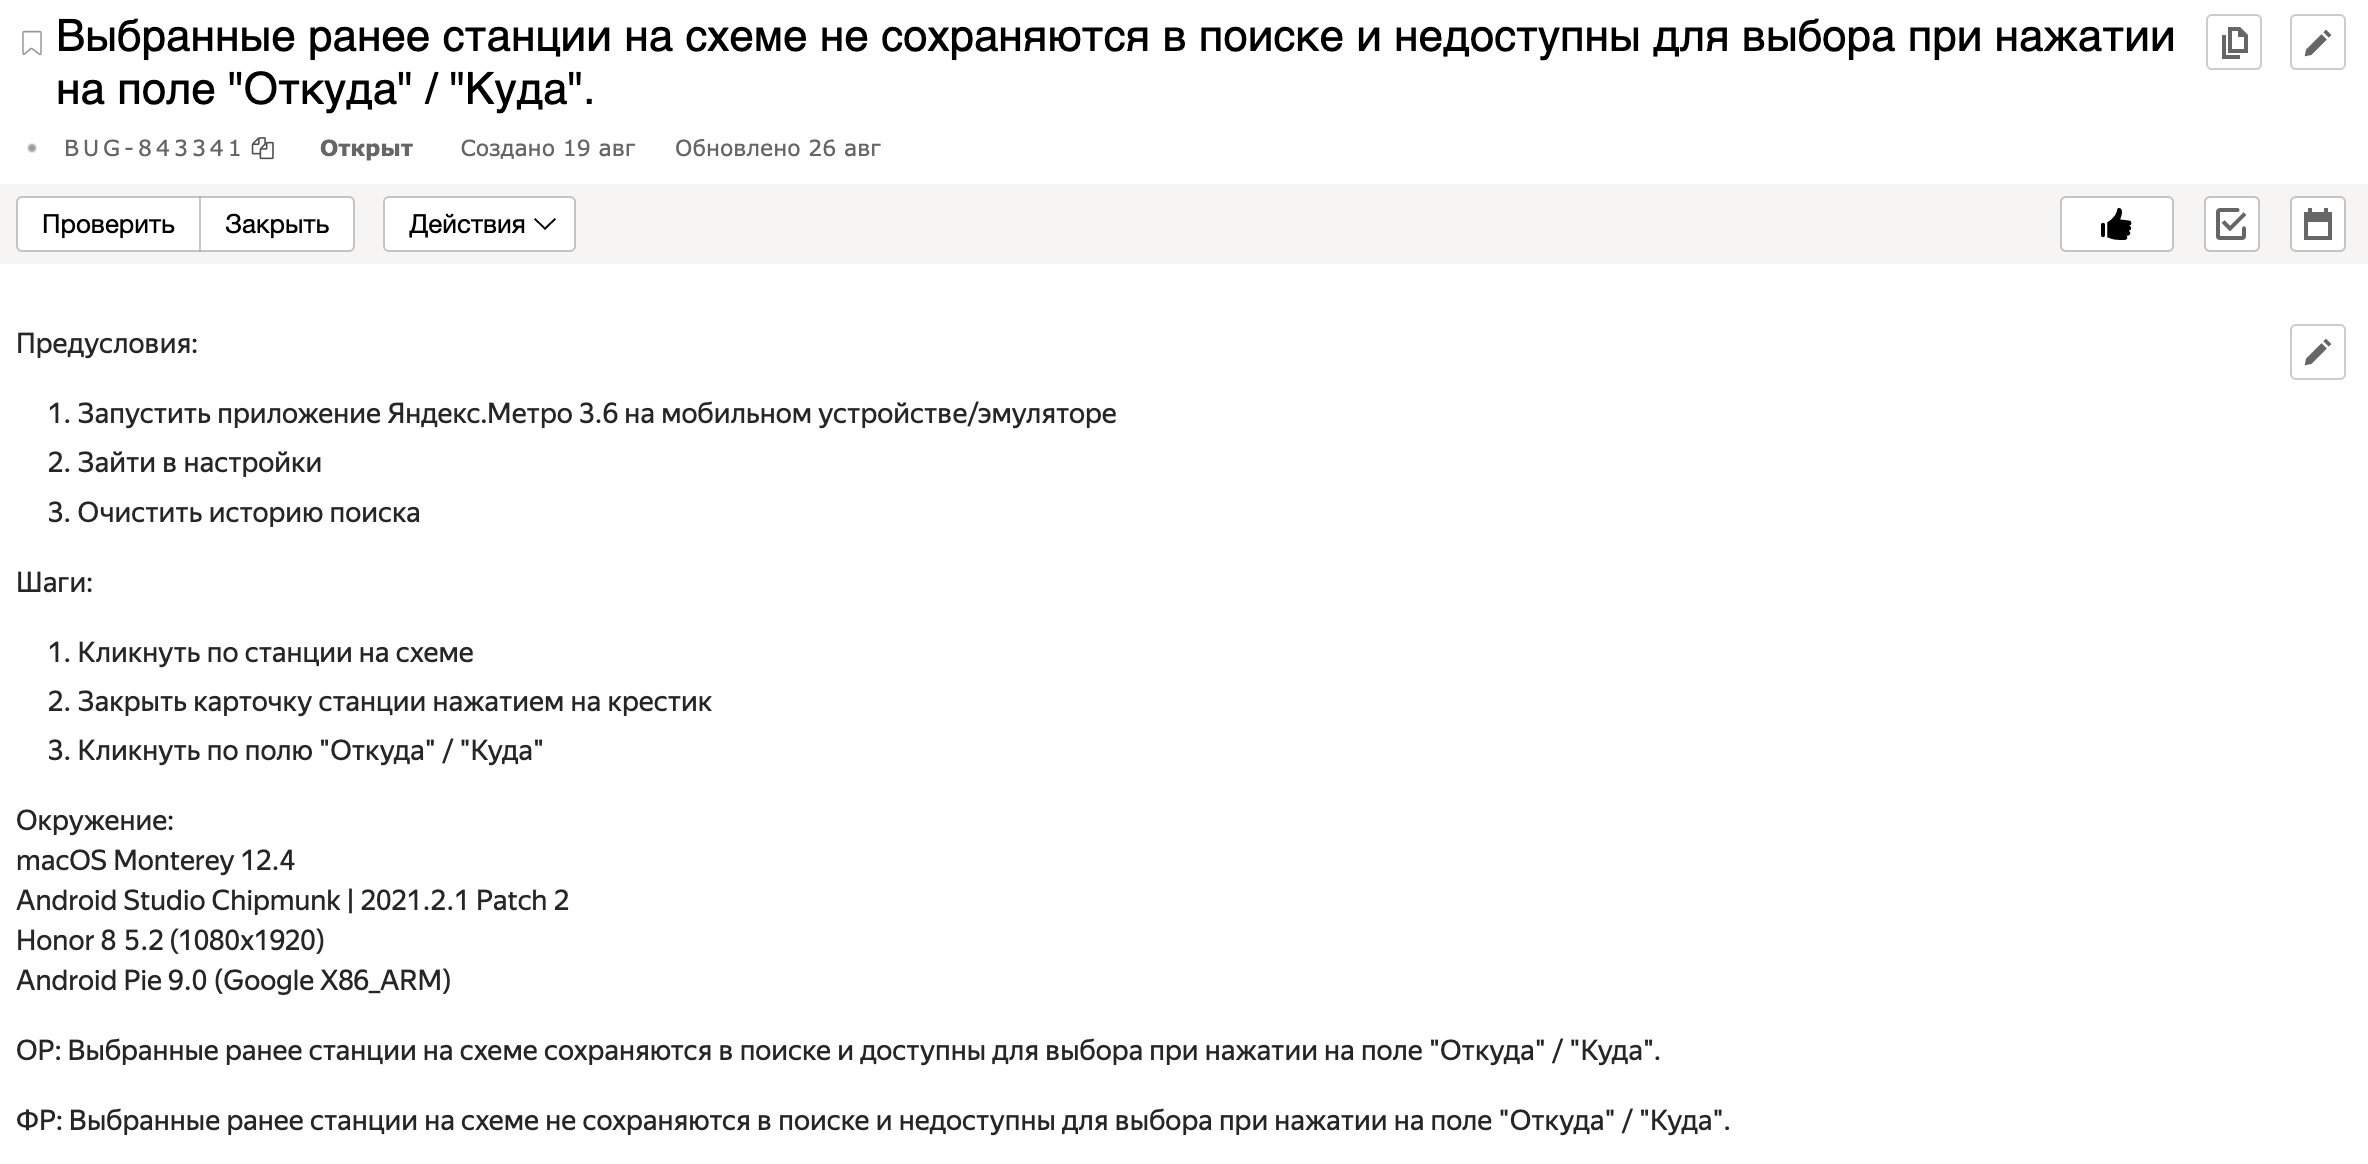 Выбранные ранее станции на схеме не сохраняются в поиске и недоступны для выбора при нажатии
на поле "Откуда" / "Куда".
BUG-843341 Открыт Создано 19 авг Обновлено 26 авг
Проверить Закрыть Действия
Предусловия:
1. Запустить приложение Яндекс.Метро 3.6 на мобильном устройстве/эмуляторе
2. Зайти в настройки
3. Очистить историю поиска
Шаги:
1. Кликнуть по станции на схеме
2. Закрыть карточку станции нажатием на крестик
3. Кликнуть по полю "Откуда" / "Куда"
Окружение:
macOS Monterey 12.4
Android Studio Chipmunk | 2021.2.1 Patch 2
Honor 8 5.2 (1080x1920)
Android Pie 9.0 (Google X86_ARM)
ОР: Выбранные ранее станции на схеме сохраняются в поиске и доступны для выбора при нажатии на поле "Откуда" / "Куда".
ФР: Выбранные ранее станции на схеме не сохраняются в поиске и недоступны для выбора при нажатии на поле "Откуда" / "Куда".